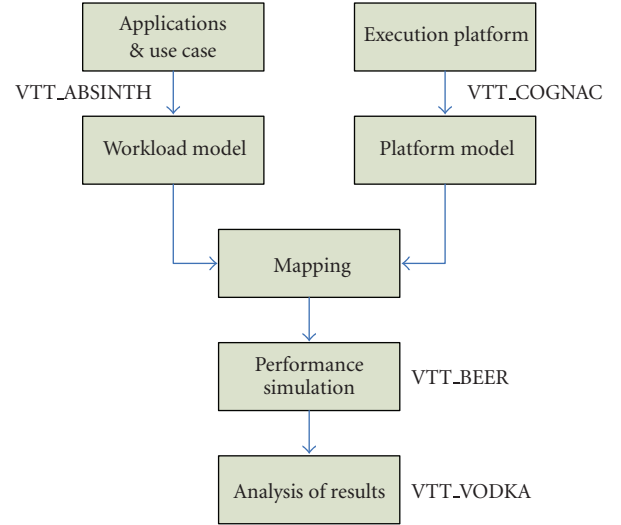 Applications
& use case
Execution platform
VTT_ABSINTH
VTT_COGNAC
Workload model
Platform model
Mapping
Performance
simulation
VTT_BEER
Analysis of results
VTT_VODKA